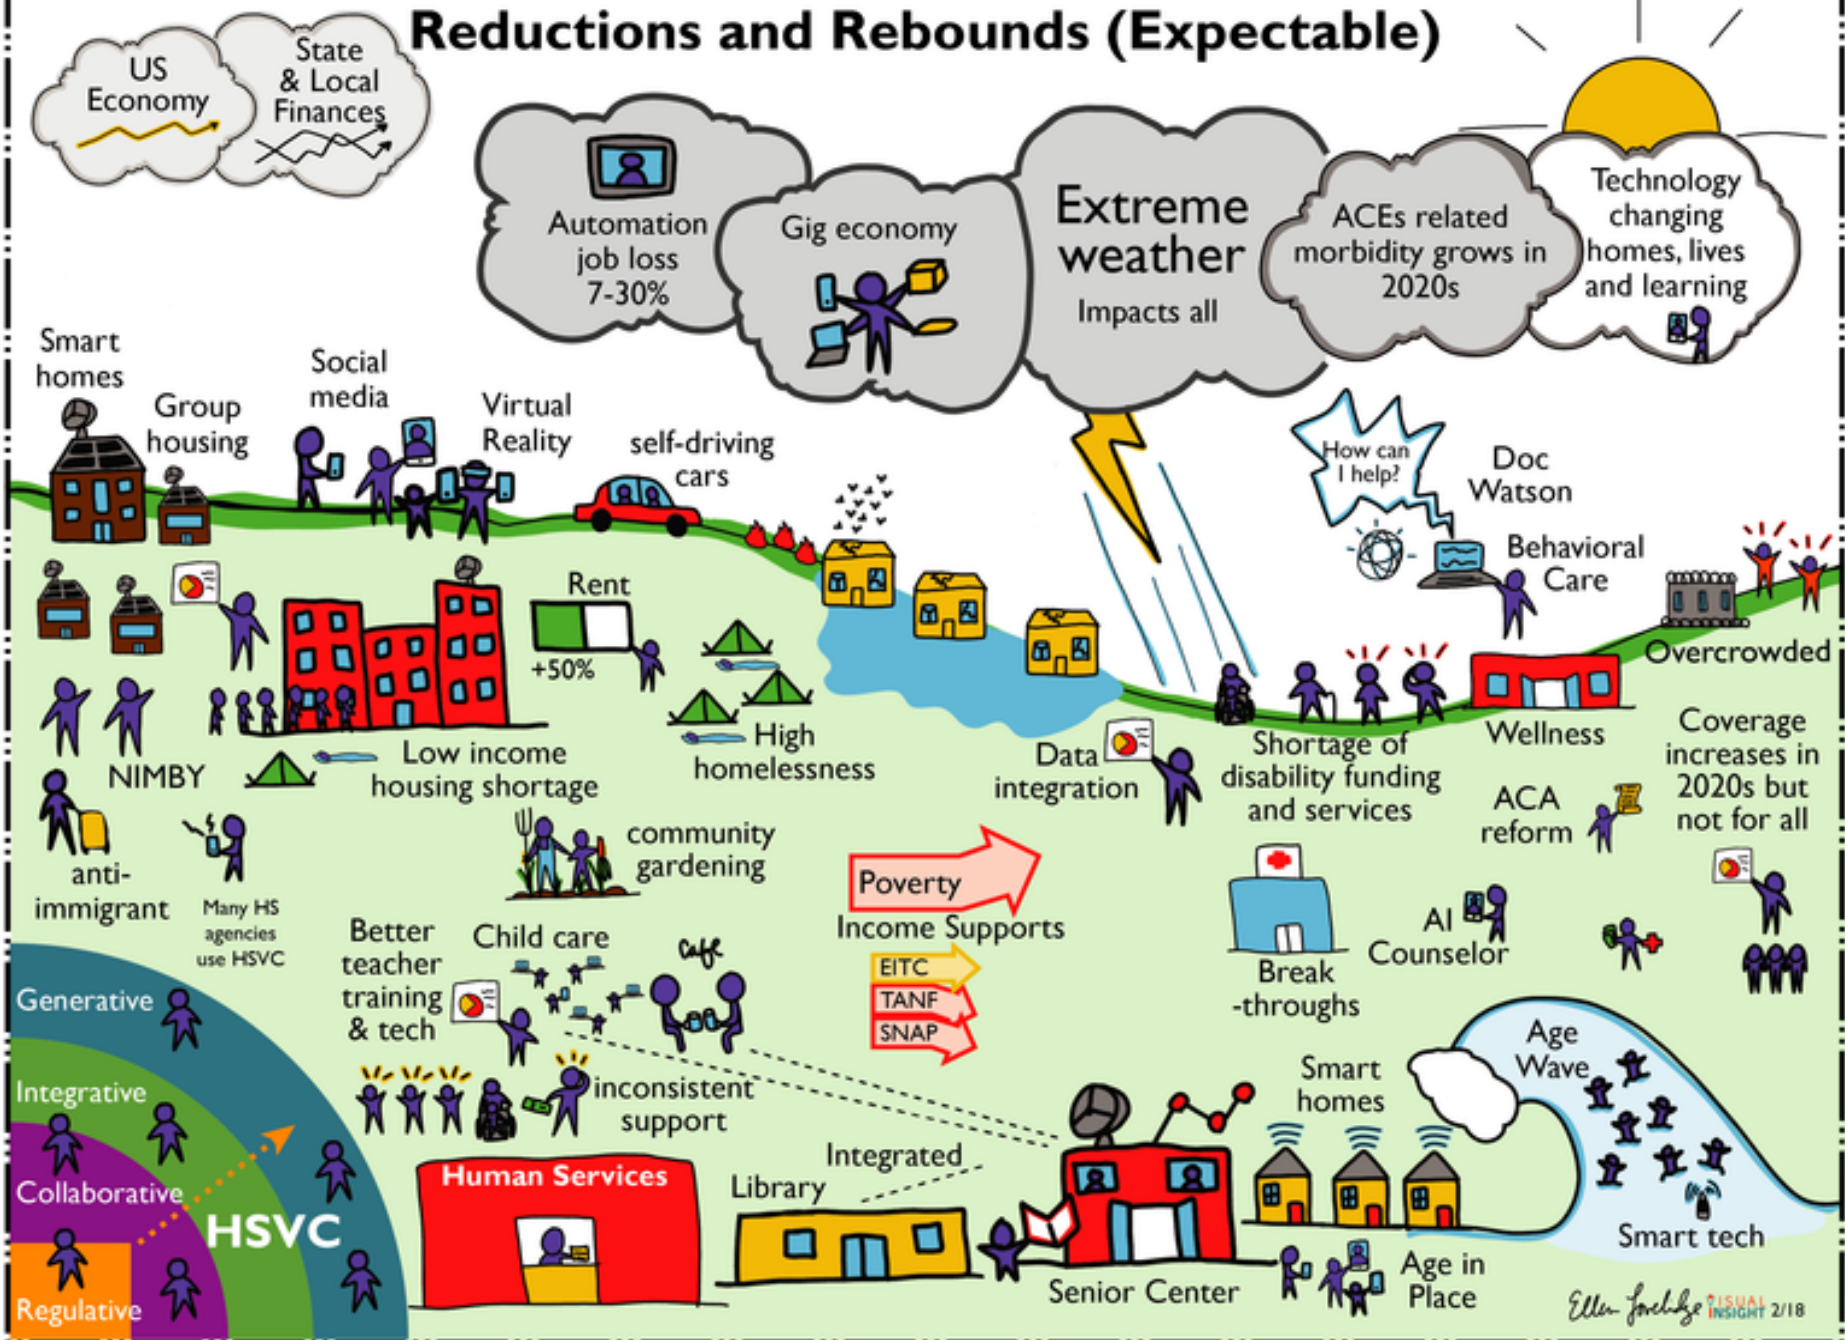 Reductions and Rebounds (Expectable)
US
Economy
State
& Local
Finances
Automation
job loss
7-30%
Gig economy
Extreme
weather
Impacts all
ACEs related
morbidity grows in
2020s
Technology
changing
homes, lives
and learning
Smart
homes
Group
housing
Social
media
Virtual
Reality
self-driving
cars
How can
I help?
Doc
Watson
Behavioral
Care
Rent
+50%
Overcrowded
NIMBY
Low income
housing shortage
High
homelessness
Data
integration
Shortage of
disability funding
and services
Wellness
Coverage
increases in
2020s but
not for all
ACA
reform
anti-
immigrant
Many HS
agencies
use HSVC
community
gardening
Poverty
Income Supports
EITC
TANF
SNAP
Better
teacher
training
& tech
Child care
Cafe
AI
Counselor
Break
-throughs
Generative
Integrative
Collaborative
Regulative
HSVC
inconsistent
support
Human Services
Library
Integrated
Senior Center
Smart
homes
Age
Wave
Smart tech
Age in
Place
Ellen Lovelidge VISUAL
INSIGHT 2/18